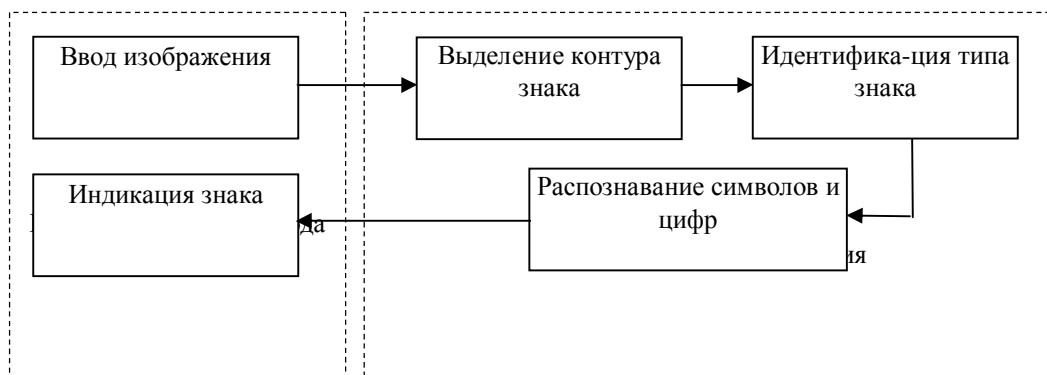 Ввод изображения
Выделение контура
знака
Идентифика-ция типа
знака
Индикация знака
Распознавание символов и
цифр